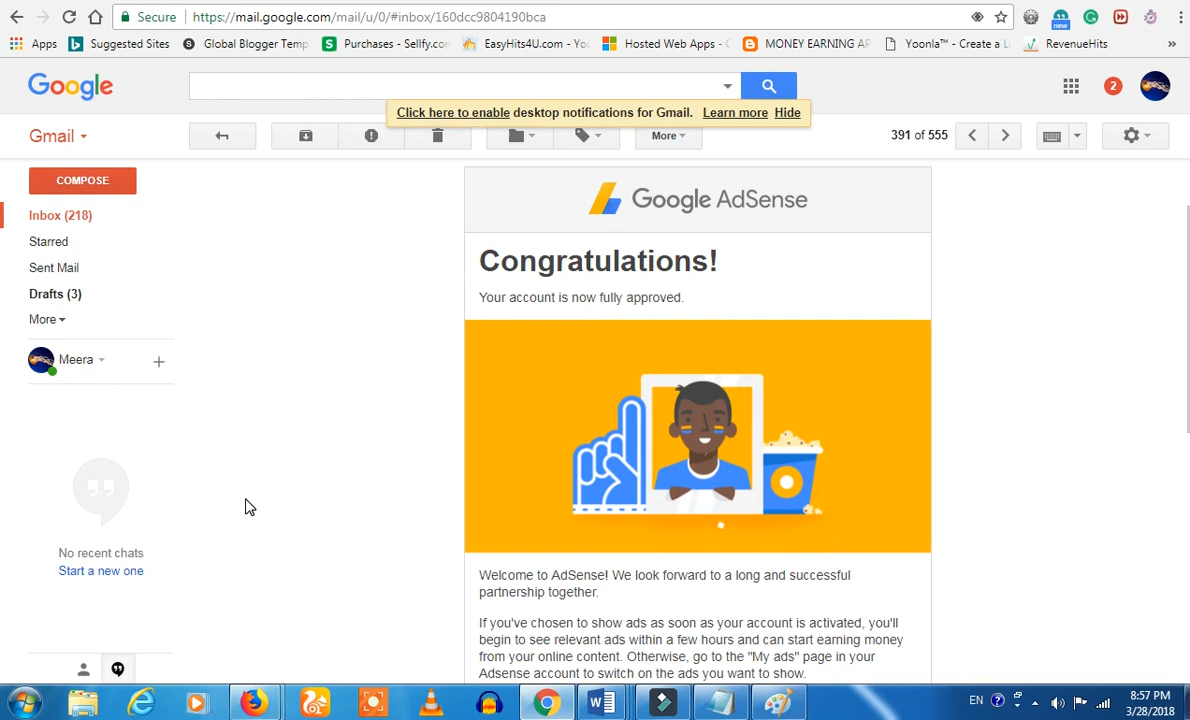 Secure
https://mail.google.com/mail/u/0/#inbox/160dcc9804190bca
new
Apps
Suggested Sites
Global Blogger Temp
Purchases - Sellfy.co
EasyHits4U.com - Yo
Hosted Web Apps -
MONEY EARNING AP
Yoonla™ - Create a L
RevenueHits
»
Google
2
Click here to enable desktop notifications for Gmail. Learn more Hide
Gmail
More
391 of 555
COMPOSE
Inbox (218)
Starred
Sent Mail
Drafts (3)
More
Meera
No recent chats
Start a new one
Google AdSense
Congratulations!
Your account is now fully approved.
Welcome to AdSense! We look forward to a long and successful
partnership together.
If you've chosen to show ads as soon as your account is activated, you'll
begin to see relevant ads within a few hours and can start earning money
from your online content. Otherwise, go to the "My ads" page in your
Adsense account to switch on the ads you want to show.
EN
8:57 PM
3/28/2018